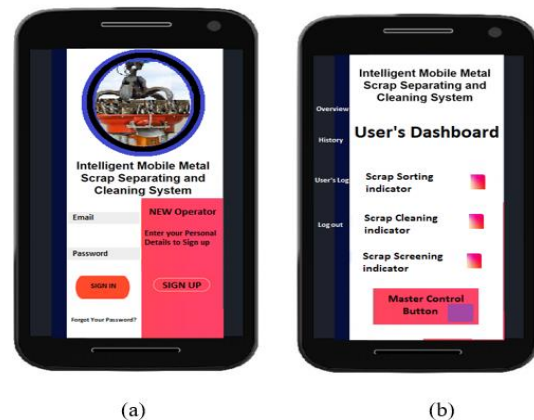 Intelligent Mobile Metal
Scrap Separating and
Cleaning System
Email
Password
SIGN IN
Forgot Your Password?
NEW Operator
Enter your Personal
Details to Sign up
SIGN UP
(a)
Intelligent Mobile Metal
Scrap Separating and
Cleaning System
User's Dashboard
Overview
History
User's Log
Log out
Scrap Sorting
indicator
Scrap Cleaning
indicator
Scrap Screening
indicator
Master Control
Button
(b)